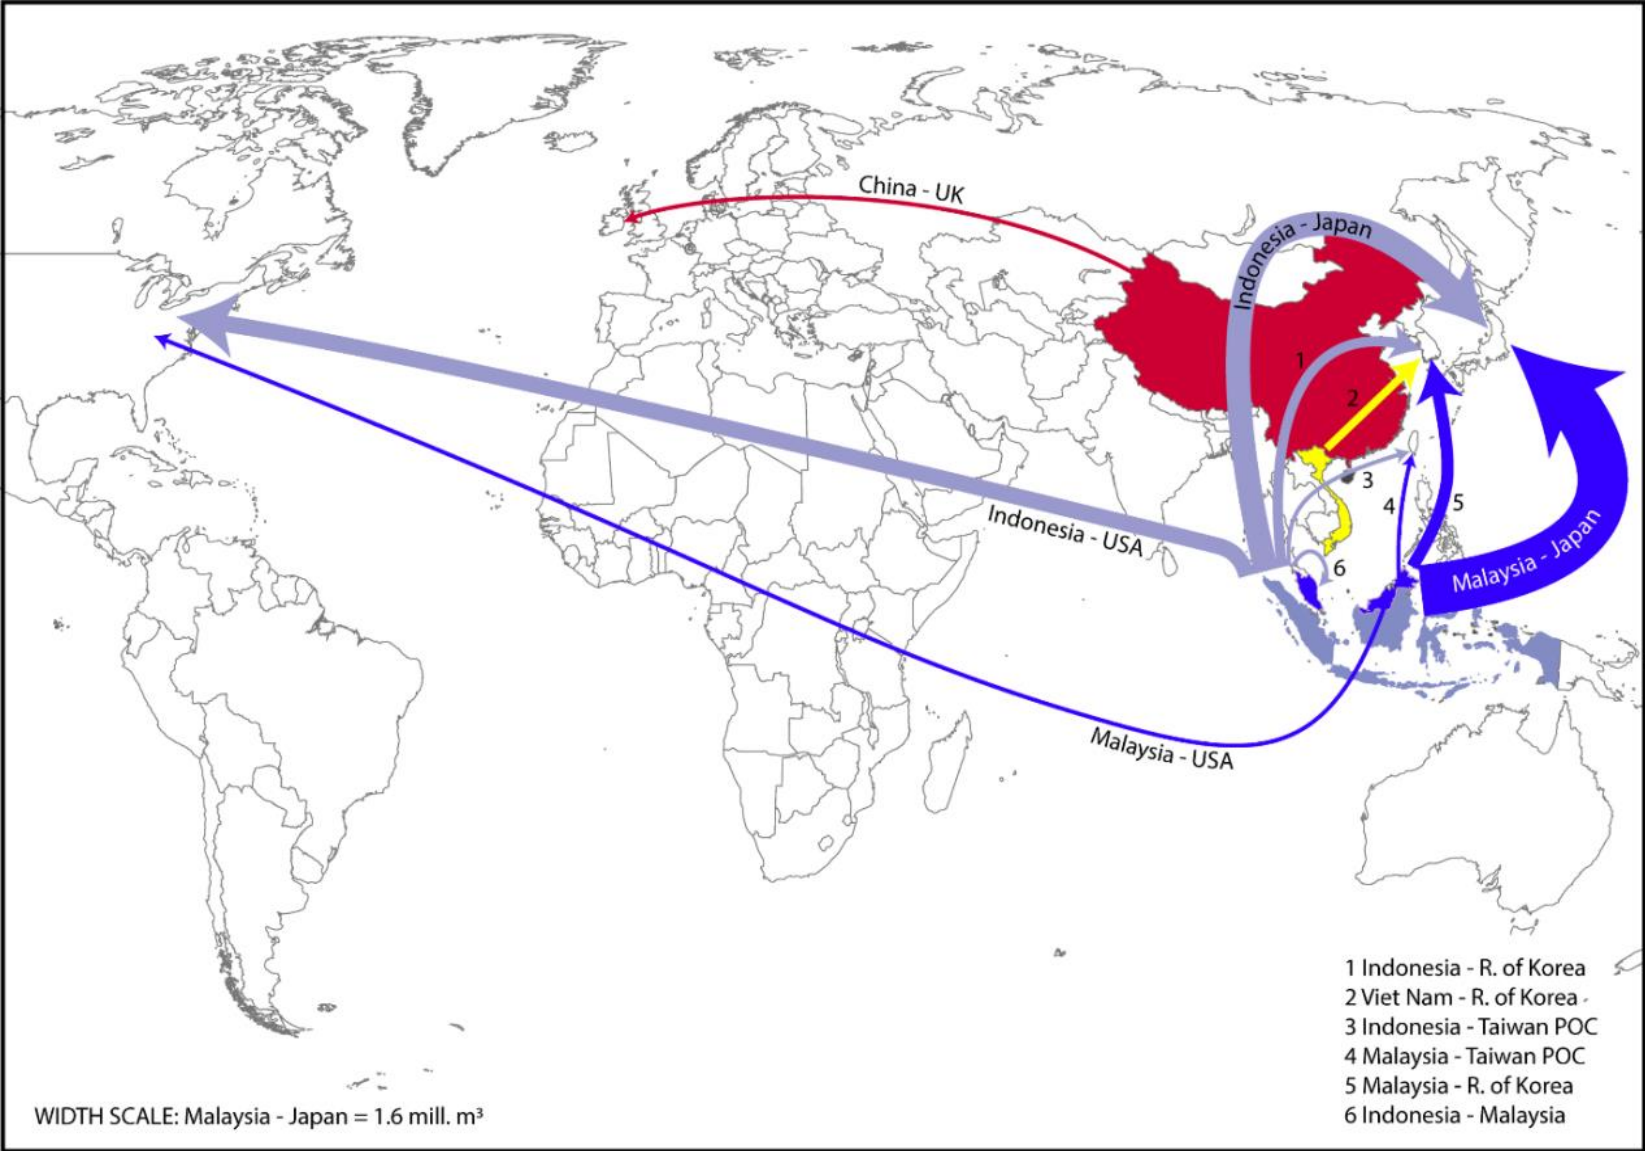 China - UK
Indonesia - Japan
1
2
3
4
5
6
Indonesia - USA
Malaysia - Japan
Malaysia - USA
1 Indonesia - R. of Korea
2 Viet Nam - R. of Korea
3 Indonesia - Taiwan POC
4 Malaysia - Taiwan POC
5 Malaysia - R. of Korea
6 Indonesia - Malaysia
WIDTH SCALE: Malaysia - Japan = 1.6 mill. m³